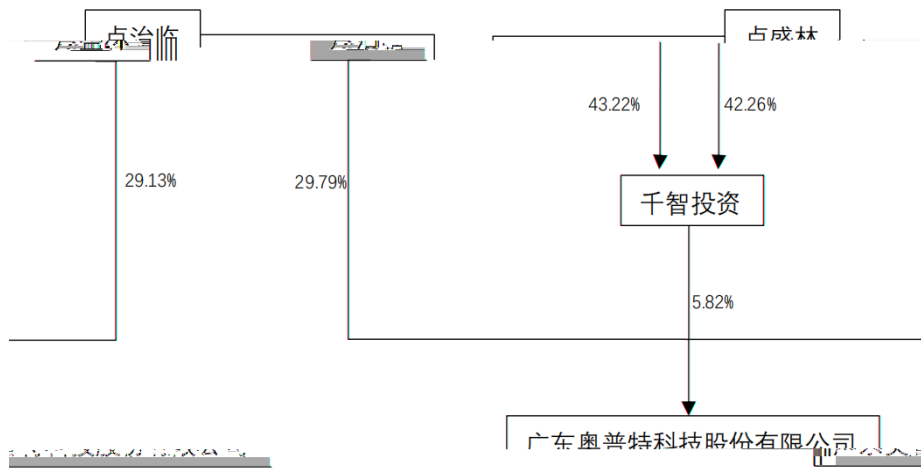 卢治临
卢盛林
43.22%
42.26%
29.13%
29.79%
千智投资
5.82%
广东奥普特科技股份有限公司